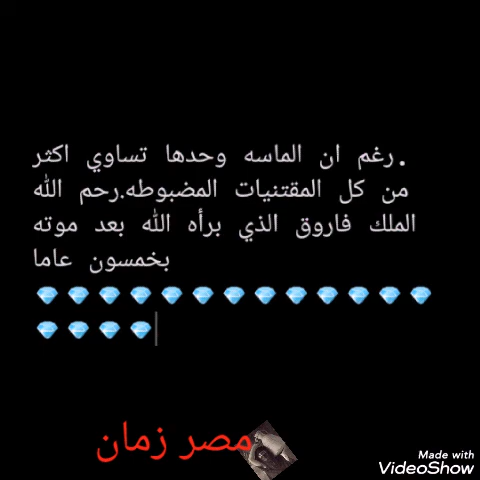 رغم ان الماسه وحدها تساوي اكثر.
من كل المقتنيات المضبوطه.رحم الله
الملك فاروق الذي برأه الله بعد موته
بخمسون عاما
💎💎💎💎💎💎💎💎💎💎💎💎💎
💎💎💎💎
مصر زمان
Made with
VideoShow